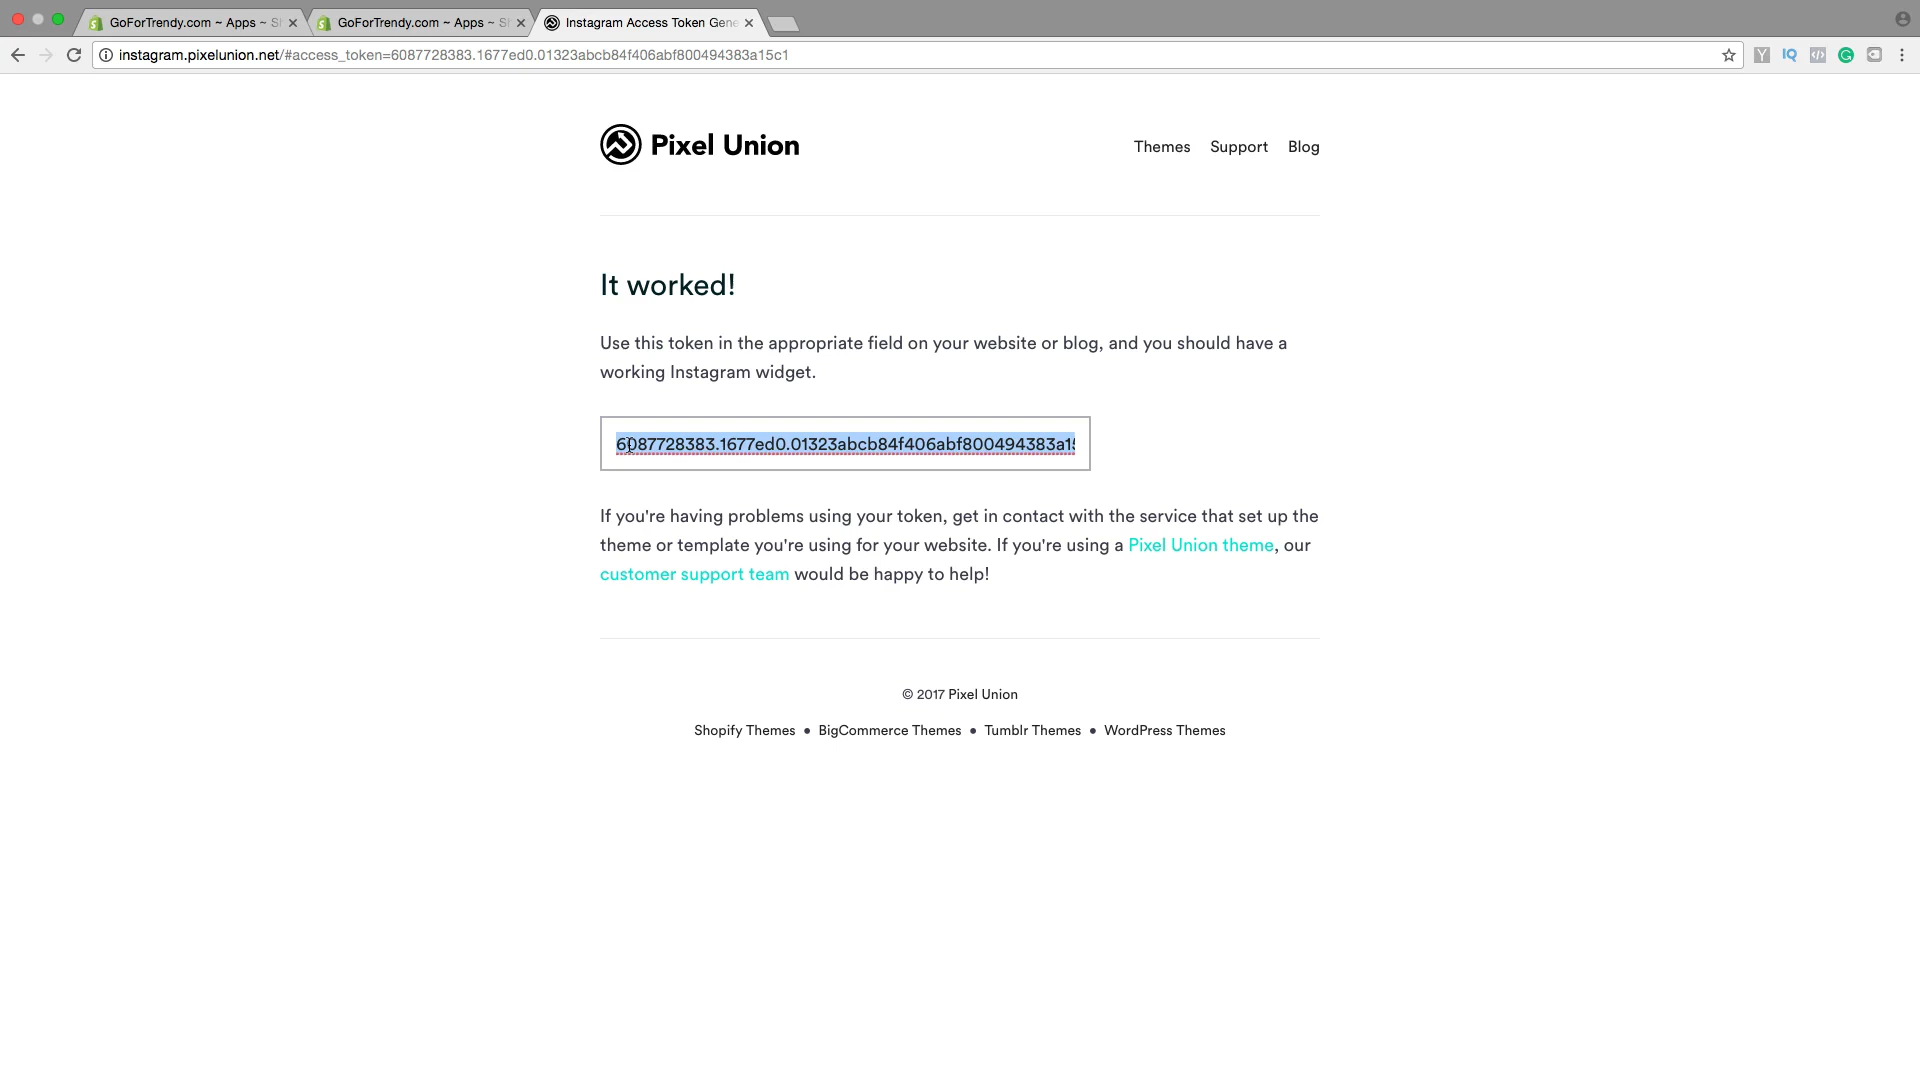 GoForTrendy.com ~ Apps ~ Sh
GoForTrendy.com ~ Apps ~ Sh
Instagram Access Token Gene
instagram.pixelunion.net/#access_token=6087728383.1677ed0.01323abcb84f406abf800494383a15c1
Pixel Union
Themes
Support
Blog
It worked!
Use this token in the appropriate field on your website or blog, and you should have a
working Instagram widget.
6087728383.1677ed0.01323abcb84f406abf800494383a15
If you're having problems using your token, get in contact with the service that set up the
theme or template you're using for your website. If you're using a Pixel Union theme, our
customer support team would be happy to help!
© 2017 Pixel Union
Shopify Themes • BigCommerce Themes • Tumblr Themes • WordPress Themes